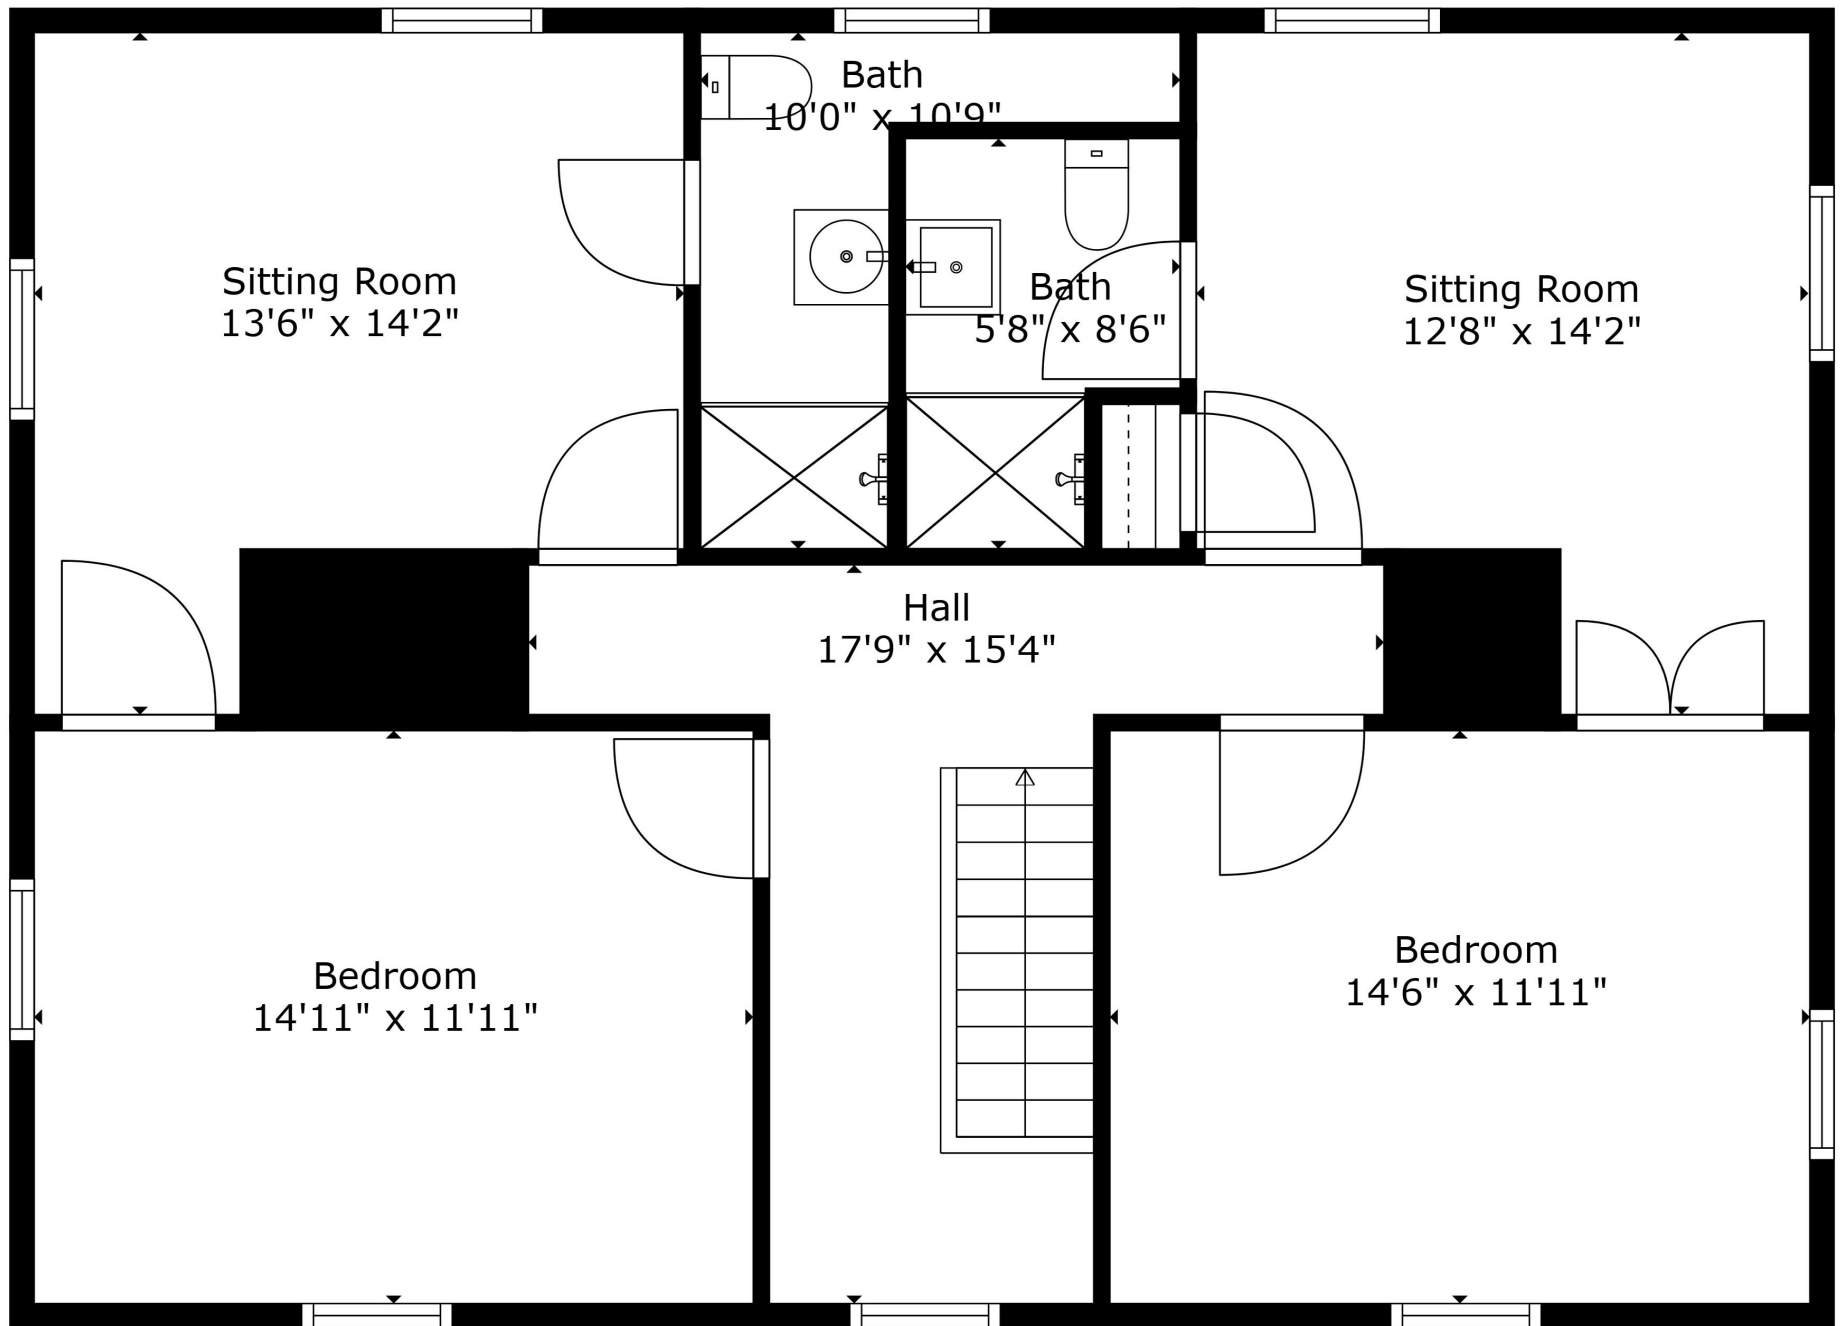 Bath
10'0" x 10'9"
Sitting Room
13'6" x 14'2"
Bath
5'8" x 8'6"
Sitting Room
12'8" x 14'2"
Hall
17'9" x 15'4"
Bedroom
14'11" x 11'11"
Bedroom
14'6" x 11'11"